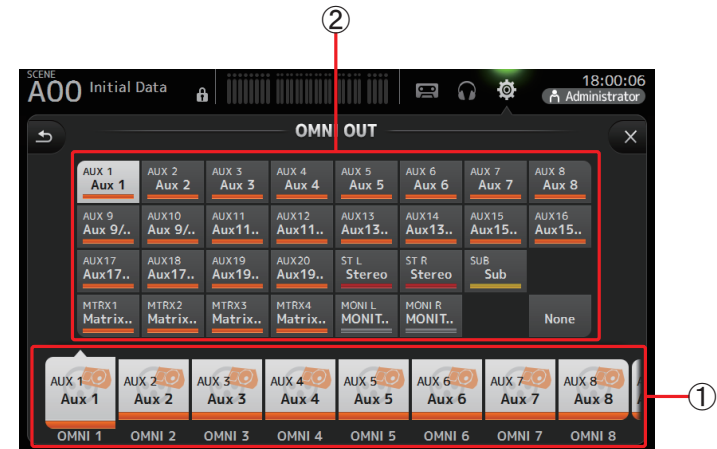 ②
SCENE
A00 Initial Data
18:00:06
Administrator
OMNI OUT
AUX 1 AUX 2 AUX 3 AUX 4 AUX 5 AUX 6 AUX 7 AUX 8
Aux 1 Aux 2 Aux 3 Aux 4 Aux 5 Aux 6 Aux 7 Aux 8
AUX 9 AUX10 AUX11 AUX12 AUX13 AUX14 AUX15 AUX16
Aux 9/.. Aux 9/.. Aux11.. Aux11.. Aux13.. Aux13.. Aux15.. Aux15..
AUX17 AUX18 AUX19 AUX20 ST L ST R SUB
Aux17.. Aux17.. Aux19.. Aux19.. Stereo Stereo Sub
MTRX1 MTRX2 MTRX3 MTRX4 MONI L MONI R
Matrix.. Matrix.. Matrix.. Matrix.. MONIT.. MONIT.. None
AUX 1 AUX 2 AUX 3 AUX 4 AUX 5 AUX 6 AUX 7 AUX 8
Aux 1 Aux 2 Aux 3 Aux 4 Aux 5 Aux 6 Aux 7 Aux 8
①
OMNI 1 OMNI 2 OMNI 3 OMNI 4 OMNI 5 OMNI 6 OMNI 7 OMNI 8